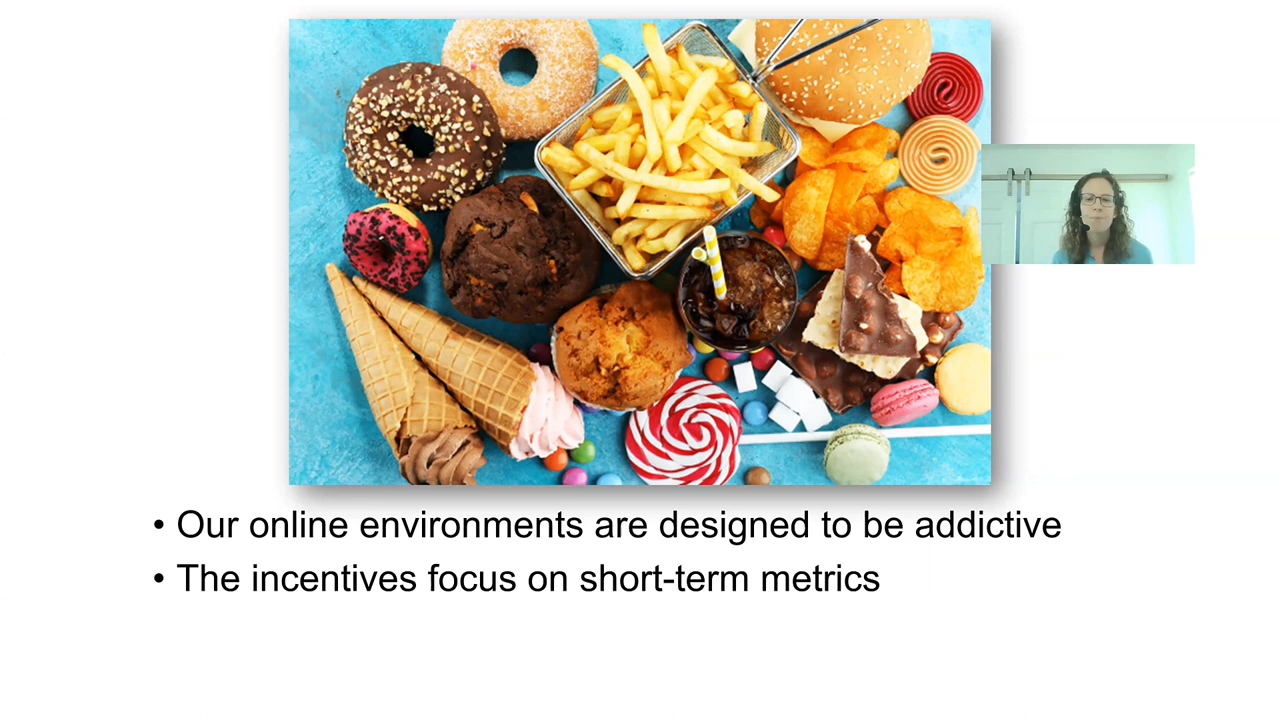 • Our online environments are designed to be addictive
• The incentives focus on short-term metrics